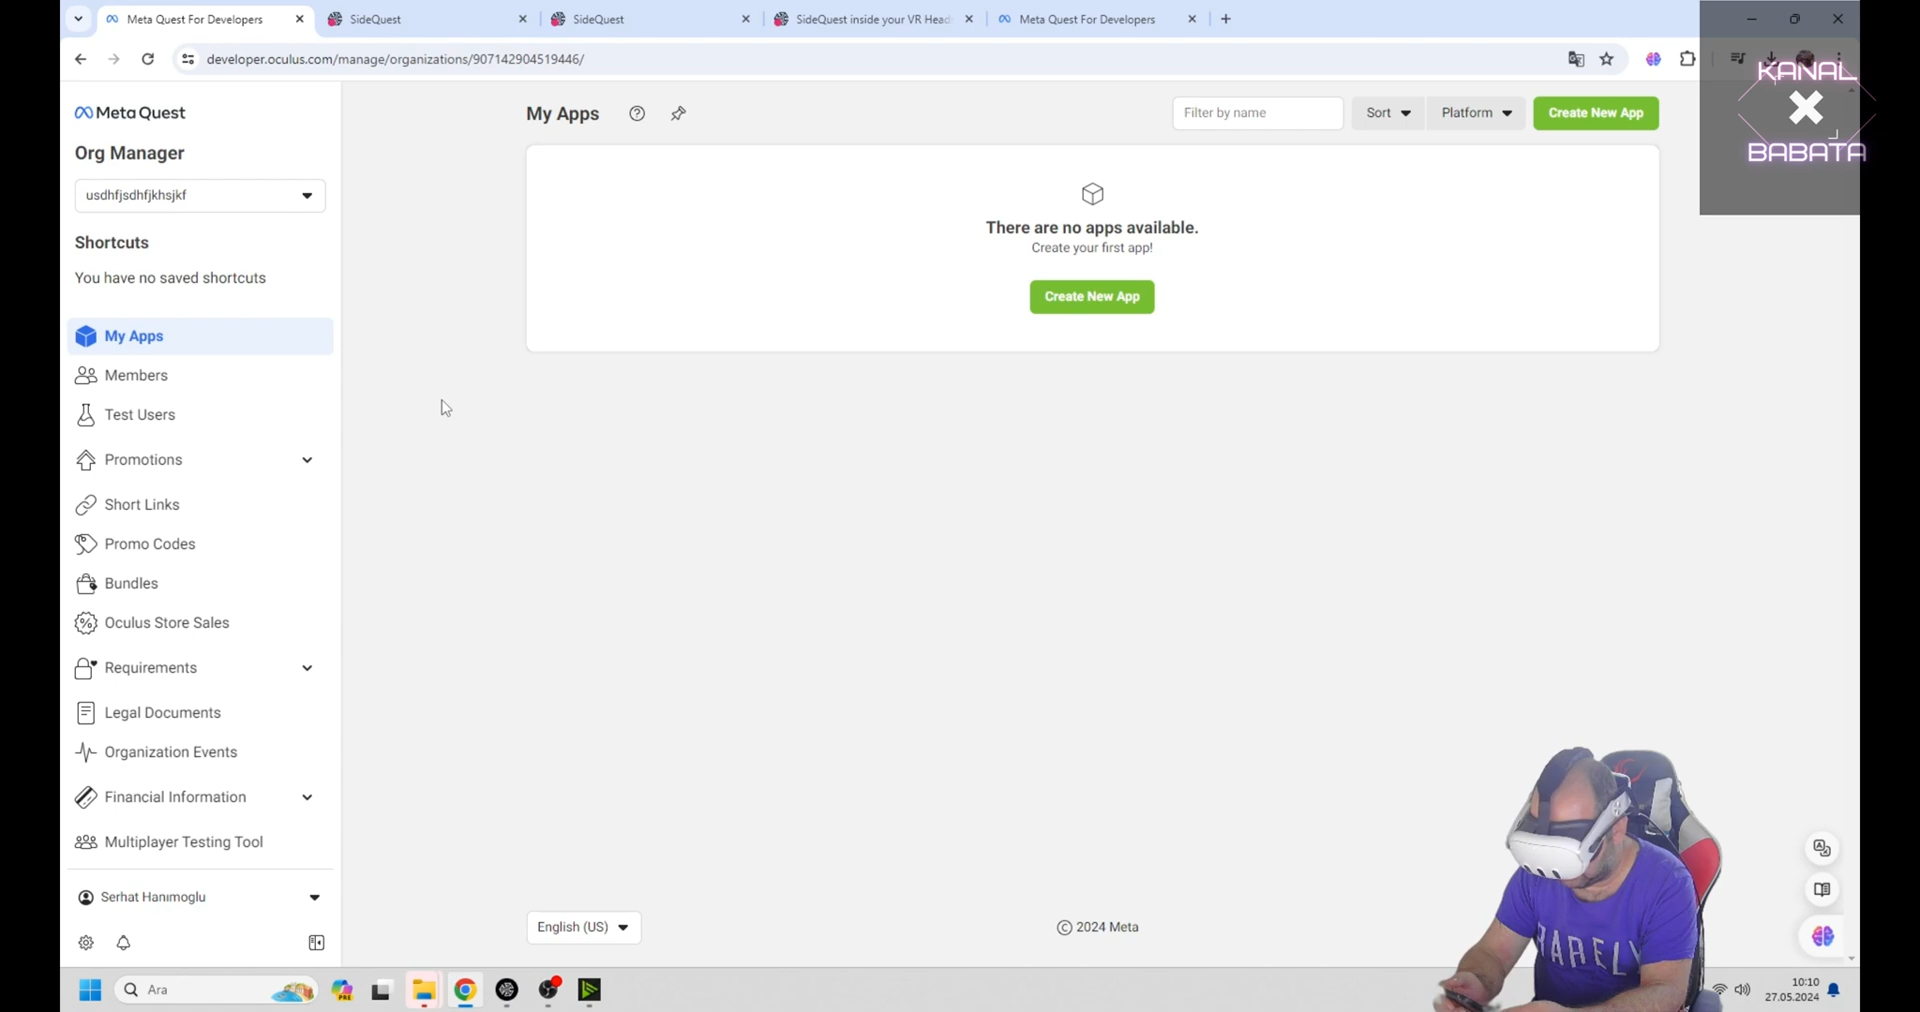 Meta Quest For Developers
SideQuest
SideQuest
SideQuest inside your VR Head
Meta Quest For Developers
developer.oculus.com/manage/organizations/907142904519446/
KANAL
BABATA
Meta Quest
Org Manager
usdhfjsdhfjkhsjkf
Shortcuts
You have no saved shortcuts
My Apps
Members
Test Users
Promotions
Short Links
Promo Codes
Bundles
Oculus Store Sales
Requirements
Legal Documents
Organization Events
Financial Information
Multiplayer Testing Tool
Serhat Hanımoglu
My Apps
Filter by name
Sort
Platform
Create New App
There are no apps available.
Create your first app!
Create New App
English (US)
© 2024 Meta
Ara
PRE
10:10
27.05.2024